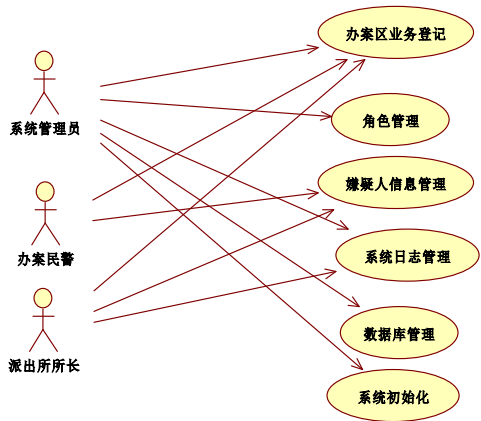 办案区业务登记
系统管理员
角色管理
嫌疑人信息管理
办案民警
系统日志管理
派出所所长
数据库管理
系统初始化